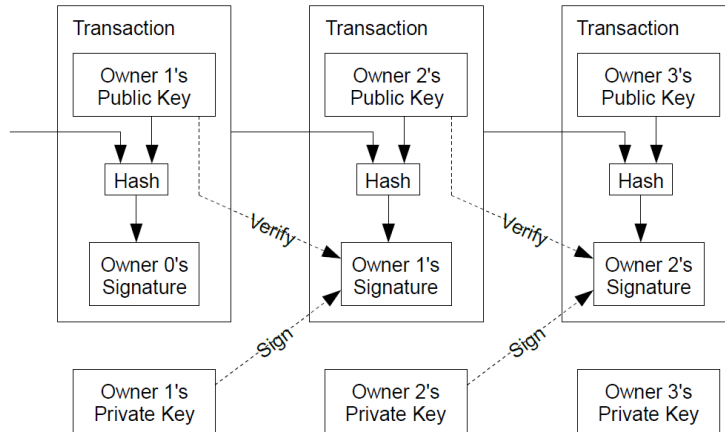 Transaction
Owner 1's
Public Key
Hash
Owner 0's
Signature
Transaction
Owner 2's
Public Key
Hash
Verify
Owner 1's
Signature
Transaction
Owner 3's
Public Key
Hash
Verify
Owner 2's
Signature
Sign
Sign
Owner 1's
Private Key
Owner 2's
Private Key
Owner 3's
Private Key